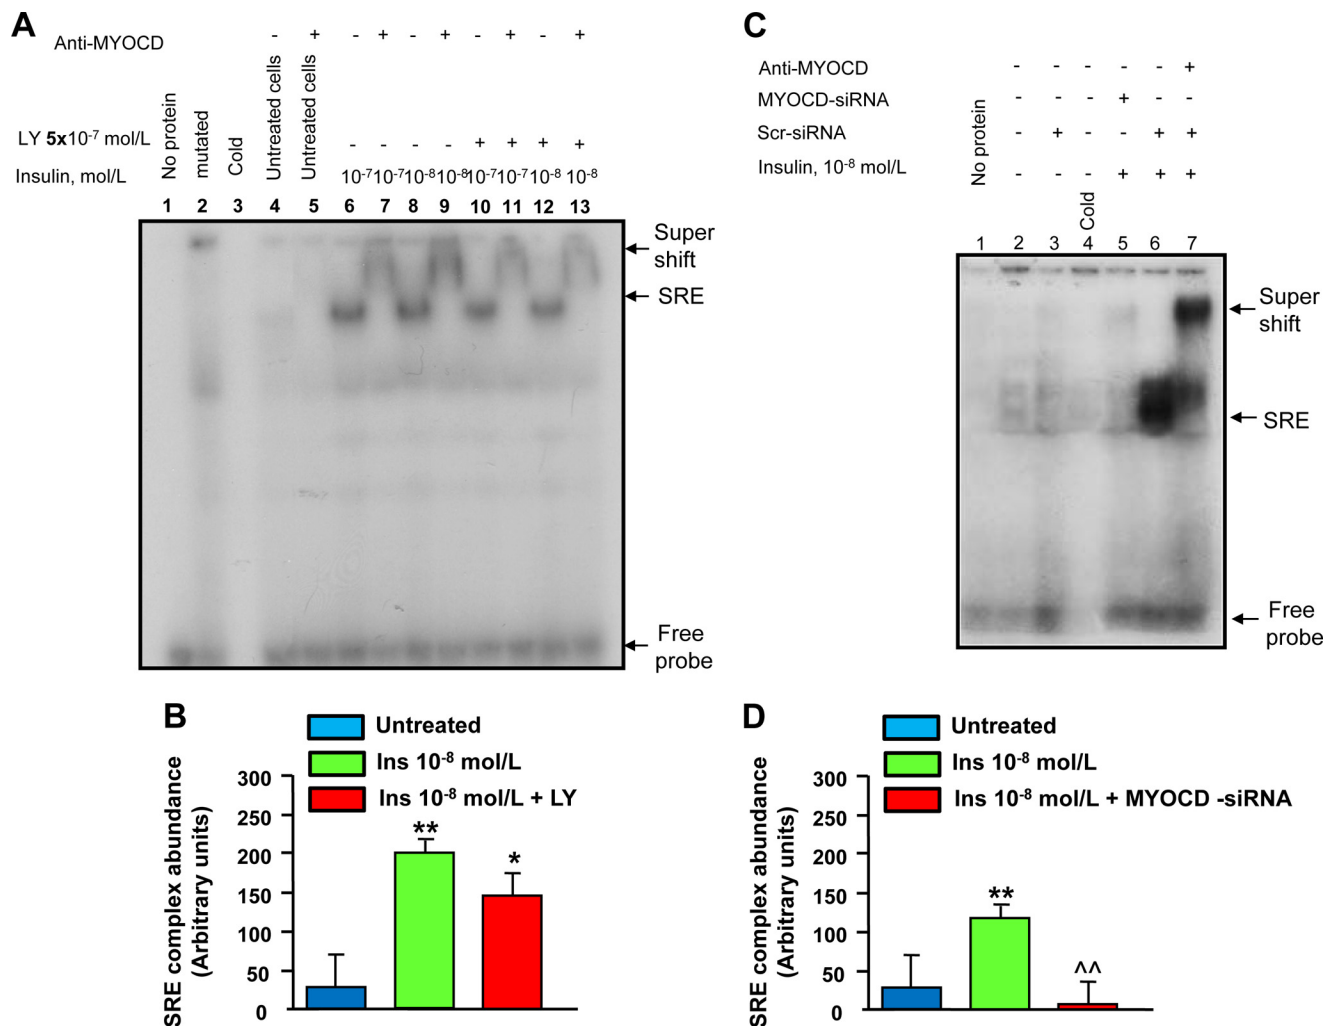 A
Anti-MYOCD - + - + - + - + - +
No protein
mutated
Cold
Untreated cells
Untreated cells
LY 5x10-7 mol/L - - - - + + + +
Insulin, mol/L 10-7 10-7 10-8 10-8 10-7 10-7 10-8 10-8
1 2 3 4 5 6 7 8 9 10 11 12 13
Super
shift
SRE
Free
probe
C
Anti-MYOCD - - - - - +
MYOCD-siRNA - - - + - -
Scr-siRNA - + - - + +
Insulin, 10-8 mol/L - - - + + +
No protein
Cold
1 2 3 4 5 6 7
Super
shift
SRE
Free
probe
B
Untreated
Ins 10-8 mol/L
Ins 10-8 mol/L + LY
SRE complex abundance
(Arbitrary units)
300
250
200
150
100
50
0
**
*
D
Untreated
Ins 10-8 mol/L
Ins 10-8 mol/L + MYOCD -siRNA
SRE complex abundance
(Arbitrary units)
300
250
200
150
100
50
0
**
^^